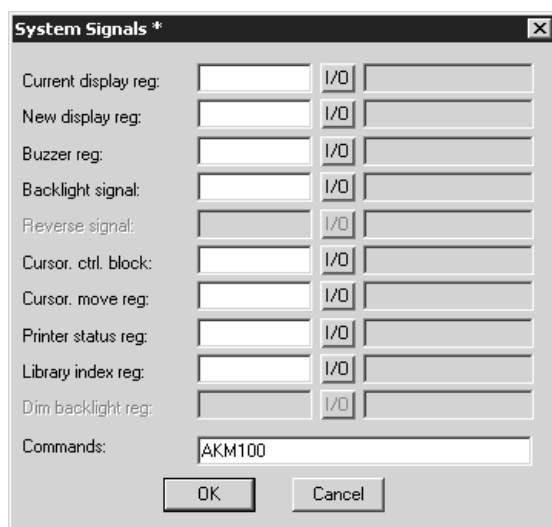 System Signals *
Current display reg: I/O
New display reg: I/O
Buzzer reg: I/O
Backlight signal: I/O
Reverse signal: I/O
Cursor. ctrl. block: I/O
Cursor. move reg: I/O
Printer status reg: I/O
Library index reg: I/O
Dim backlight reg: I/O
Commands: AKM100
OK Cancel